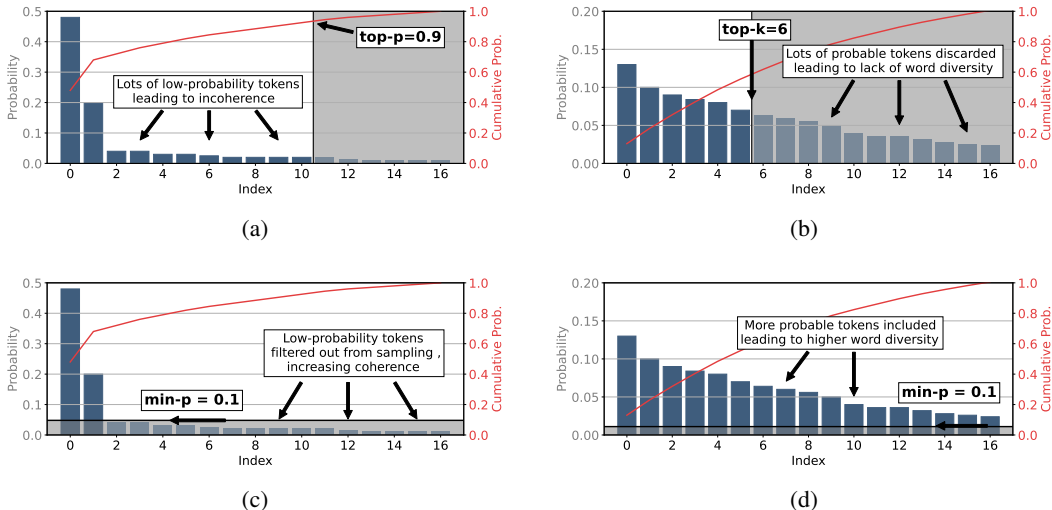 0.5
0.4
0.3
0.2
0.1
0.0
Probability
top-p=0.9
Lots of low-probability tokens
leading to incoherence
0 2 4 6 8 10 12 14 16
Index
1.0
0.8
0.6
0.4
0.2
0.0
Cumulative Prob.
(a)
0.20
0.15
0.10
0.05
0.00
Probability
top-k=6
Lots of probable tokens discarded
leading to lack of word diversity
0 2 4 6 8 10 12 14 16
Index
1.0
0.8
0.6
0.4
0.2
0.0
Cumulative Prob.
(b)
0.5
0.4
0.3
0.2
0.1
0.0
Probability
Low-probability tokens
filtered out from sampling ,
increasing coherence
min-p = 0.1
0 2 4 6 8 10 12 14 16
Index
1.0
0.8
0.6
0.4
0.2
0.0
Cumulative Prob.
(c)
0.20
0.15
0.10
0.05
0.00
Probability
More probable tokens included
leading to higher word diversity
min-p = 0.1
0 2 4 6 8 10 12 14 16
Index
1.0
0.8
0.6
0.4
0.2
0.0
Cumulative Prob.
(d)